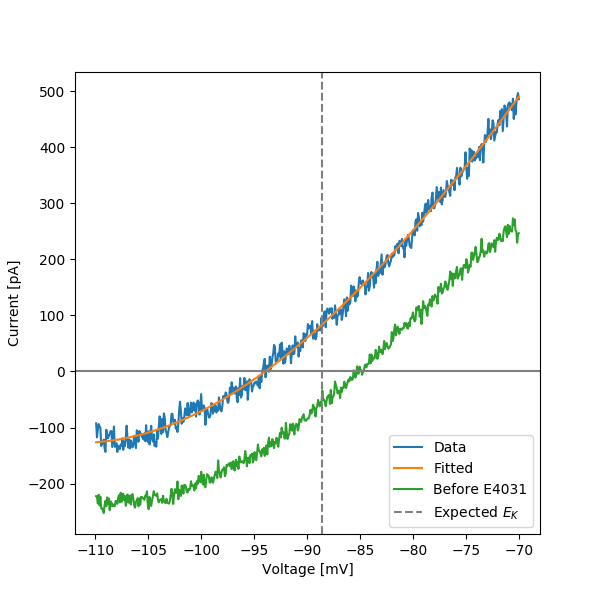 500
400
300
200
100
0
−100
−200
Current [pA]
−110
−105
−100
−95
−90
−85
−80
−75
−70
Voltage [mV]
Data
Fitted
Before E4031
Expected E_K